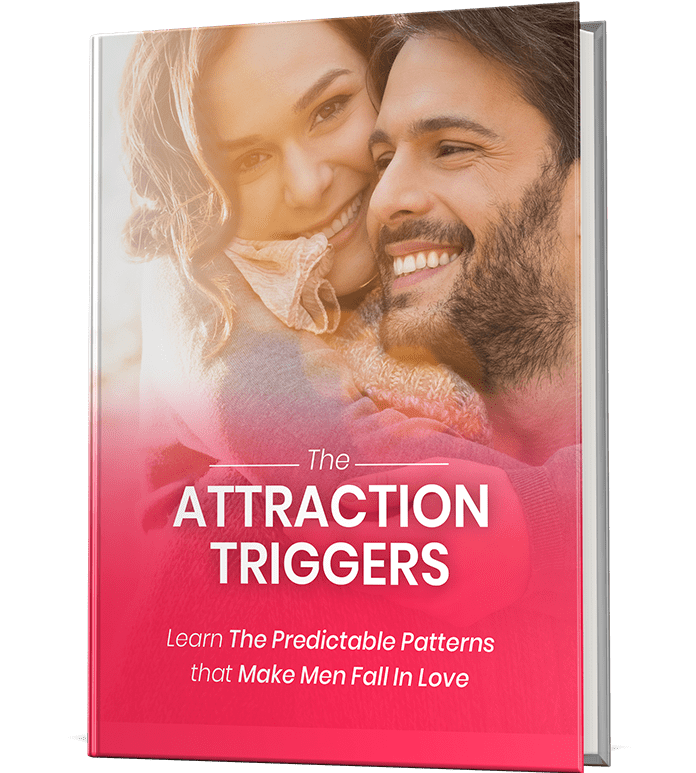 The
ATTRACTION
TRIGGERS
Learn The Predictable Patterns
that Make Men Fall In Love